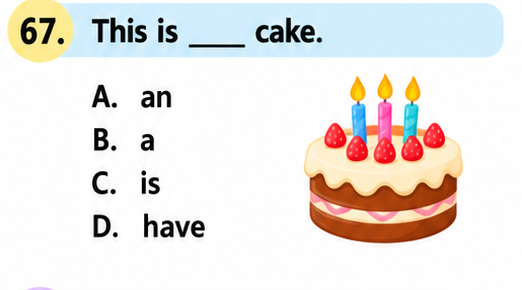 67. This is ____ cake.
A. an
B. a
C. is
D. have